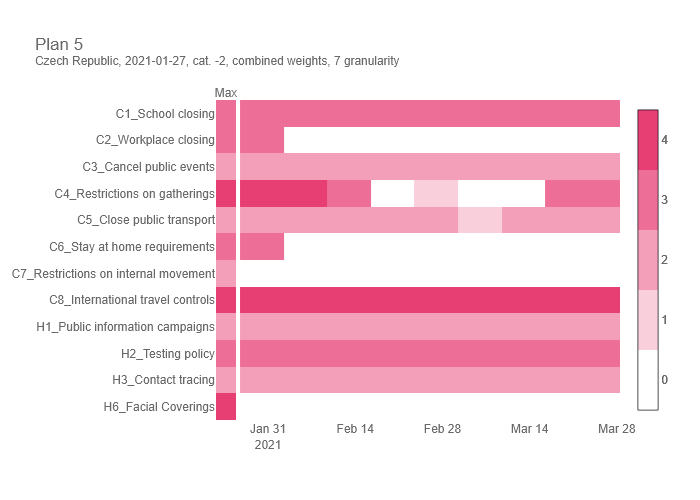 Plan 5
Czech Republic, 2021-01-27, cat. -2, combined weights, 7 granularity
Max
C1_School closing
C2_Workplace closing
C3_Cancel public events
C4_Restrictions on gatherings
C5_Close public transport
C6_Stay at home requirements
C7_Restrictions on internal movement
C8_International travel controls
H1_Public information campaigns
H2_Testing policy
H3_Contact tracing
H6_Facial Coverings
4
3
2
1
0
Jan 31 Feb 14 Feb 28 Mar 14 Mar 28
2021